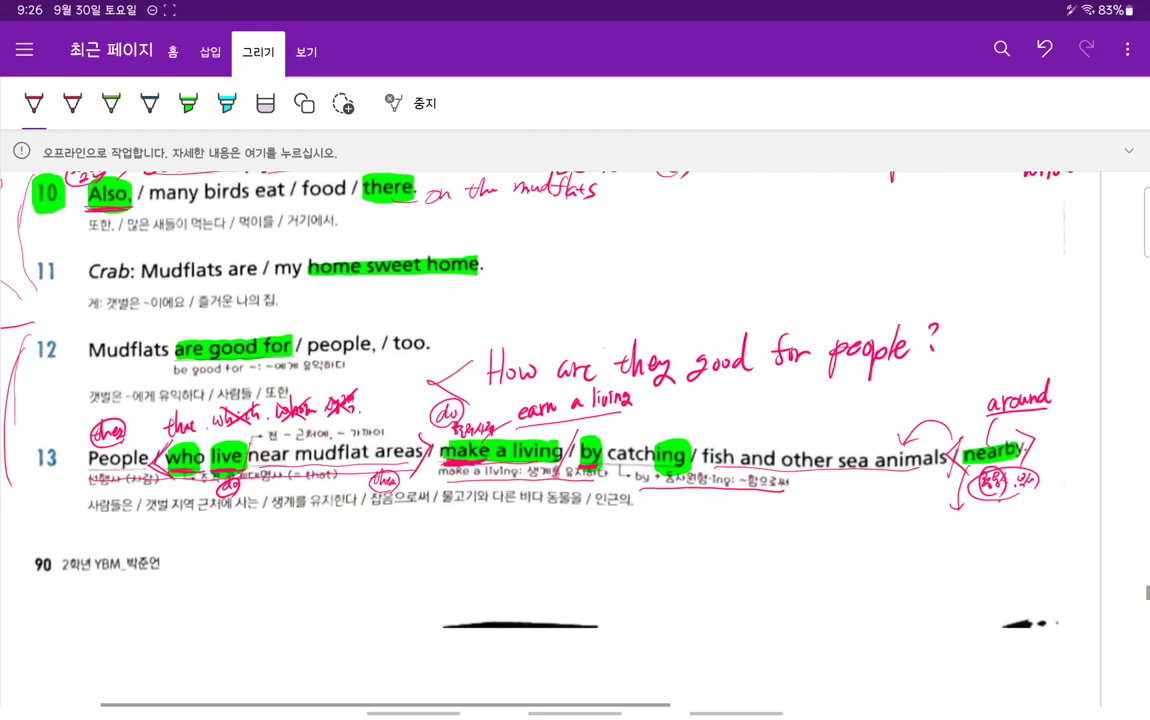 9:26 9월 30일 토요일 83%
최근 페이지 홈 삽입 그리기 보기
중지
오프라인으로 작업합니다. 자세한 내용은 여기를 누르십시오.
10 Also, / many birds eat / food / there. on the mudflats
또한, / 많은 새들이 먹는다 / 먹이를 / 거기에서.
11 Crab: Mudflats are / my home sweet home.
게: 갯벌은 ~이에요 / 즐거운 나의 집.
12 Mudflats are good for / people, / too.
How are they good for people?
be good for ~: ~에게 유익하다
갯벌은 ~에게 유익하다 / 사람들 / 또한.
do earn a living
around
they that which whom
전 ~ 근처에, ~ 가까이
13 People / who live near mudflat areas / make a living / by catching / fish and other sea animals / nearby.
선행사 (사람) (= that) make a living: 생계를 유지하다 by + 동사원형-ing: ~함으로써
do they
사람들은 / 갯벌 지역 근처에 사는 / 생계를 유지한다 / 잡음으로써 / 물고기와 다른 바다 동물을 / 인근의.
90 2학년 YBM_박준언